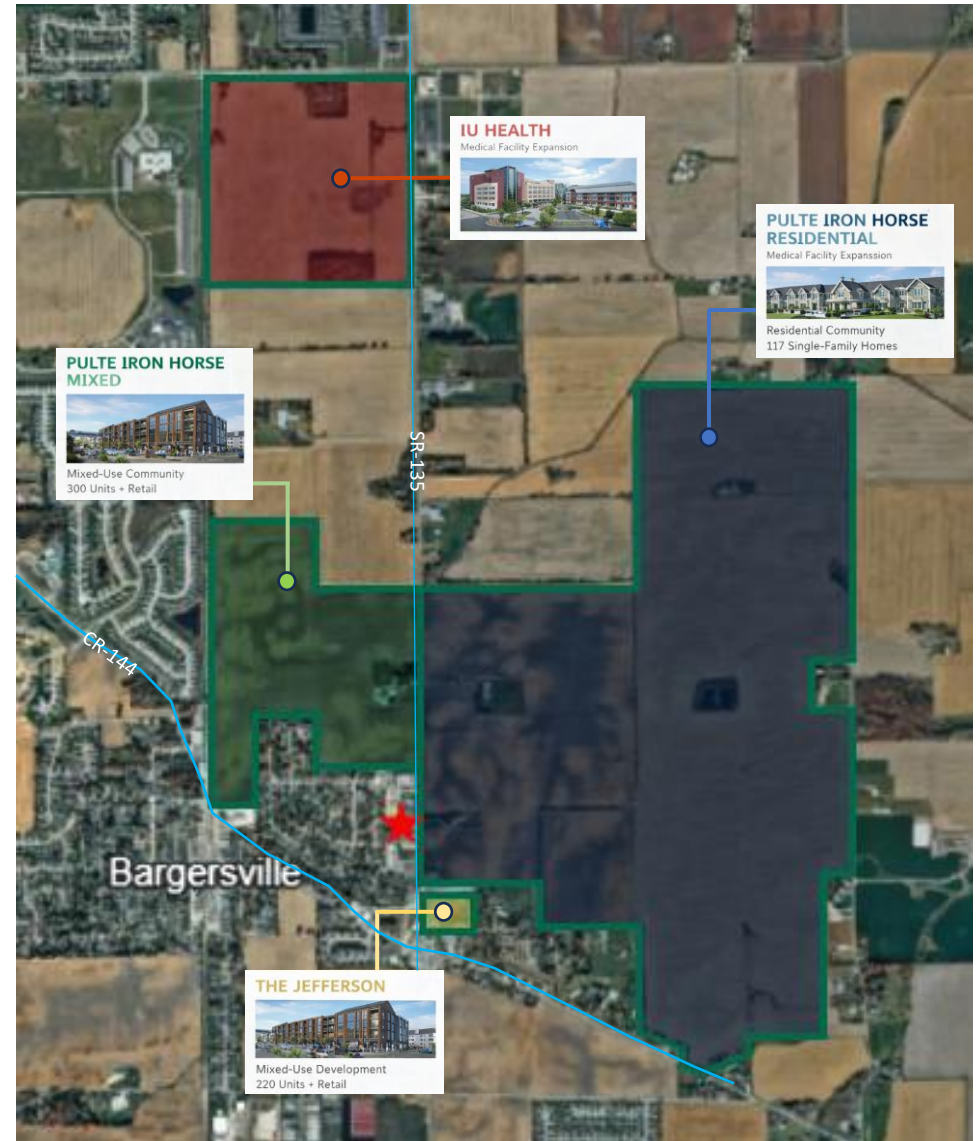 IU HEALTH
Medical Facility Expansion
PULTE IRON HORSE
RESIDENTIAL
Medical Facility Expanssion
Residential Community
117 Single-Family Homes
PULTE IRON HORSE
MIXED
Mixed-Use Community
300 Units + Retail
SR-135
CR-144
Bargersville
THE JEFFERSON
Mixed-Use Development
220 Units + Retail